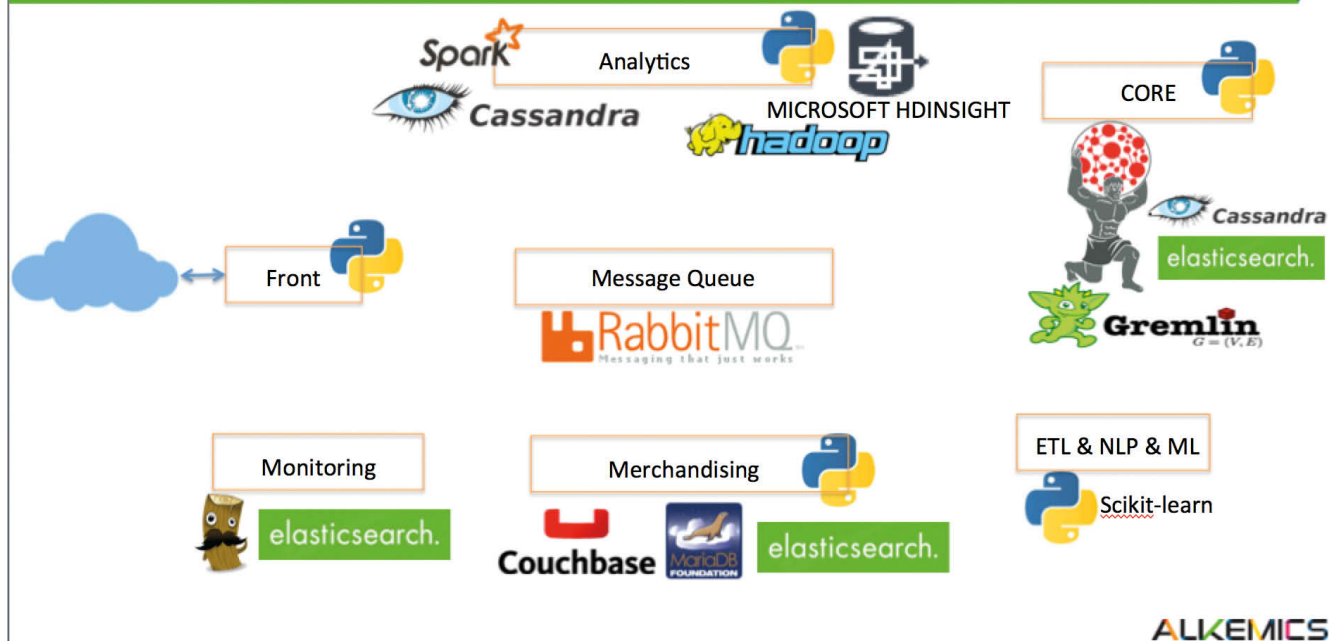 Spark
Analytics
Cassandra
MICROSOFT HDINSIGHT
hadoop
CORE
Cassandra
elasticsearch.
Gremlin
G = (V, E)
Front
Message Queue
RabbitMQ
Messaging that just works
Monitoring
elasticsearch.
Merchandising
Couchbase
MariaDB
FOUNDATION
elasticsearch.
ETL & NLP & ML
Scikit-learn
ALKEMICS